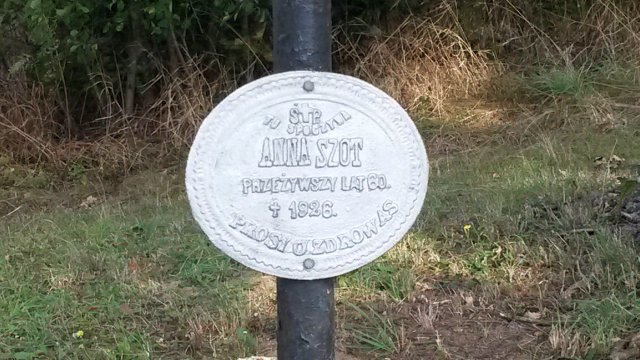 Ś.T.P.
TU SPOCZYWA
ANNA SZOT
PRZEŻYWSZY LAT 60.
✝ 1926.
PROSI O ZDROWAŚ